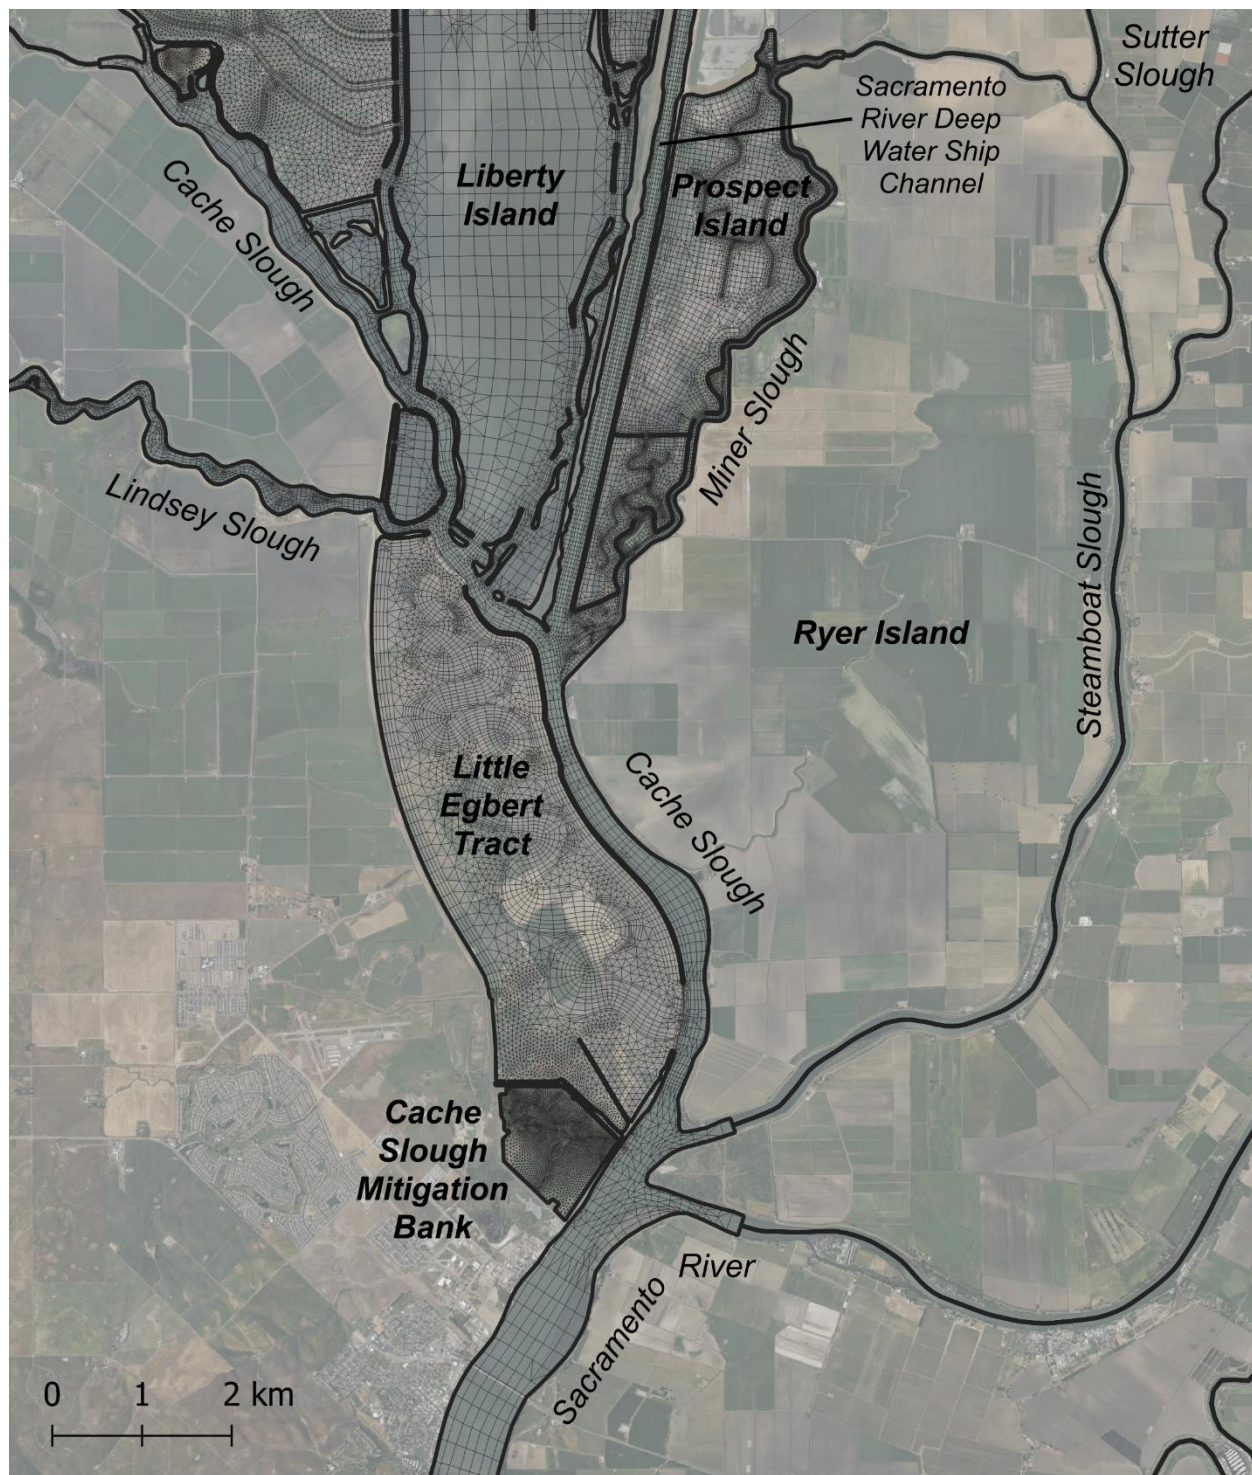 Sutter
Slough
Sacramento
River Deep
Water Ship
Channel
Liberty
Island
Prospect
Island
Cache Slough
Miner Slough
Lindsey Slough
Steamboat Slough
Ryer Island
Little
Egbert
Tract
Cache Slough
Cache
Slough
Mitigation
Bank
River
Sacramento
0 1 2 km